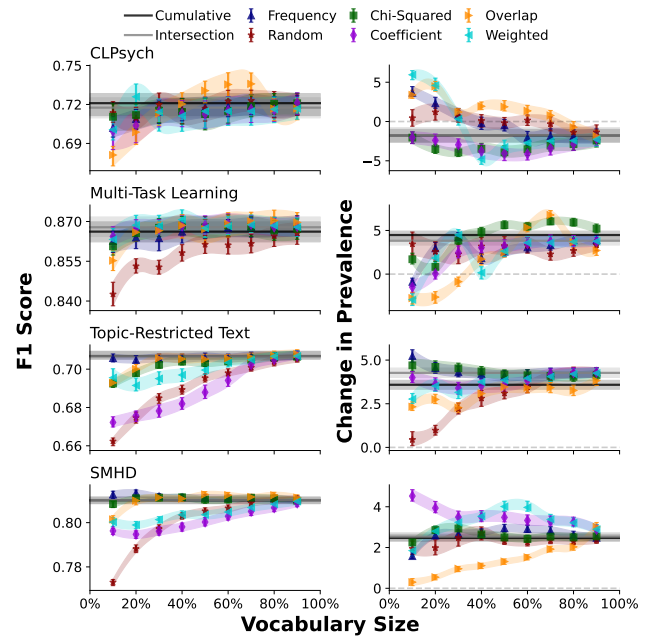 Cumulative Frequency Chi-Squared Overlap
Intersection Random Coefficient Weighted
CLPsych
0.75
0.72
0.69
5
0
−5
Multi-Task Learning
0.870
0.855
0.840
5
0
Topic-Restricted Text
0.70
0.68
0.66
5.0
2.5
0.0
SMHD
0.80
0.78
4
2
0
0% 20% 40% 60% 80% 100%
0% 20% 40% 60% 80% 100%
F1 Score
Change in Prevalence
Vocabulary Size